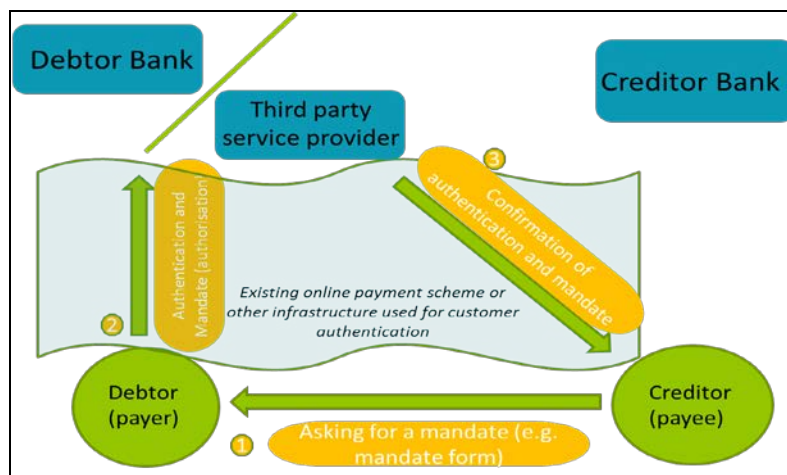 Debtor Bank
Creditor Bank
Third party
service provider
3
Authentication and
Mandate (authorisation)
Confirmation of
authentication and mandate
Existing online payment scheme or
other infrastructure used for customer
authentication
2
Debtor
(payer)
Creditor
(payee)
1
Asking for a mandate (e.g.
mandate form)